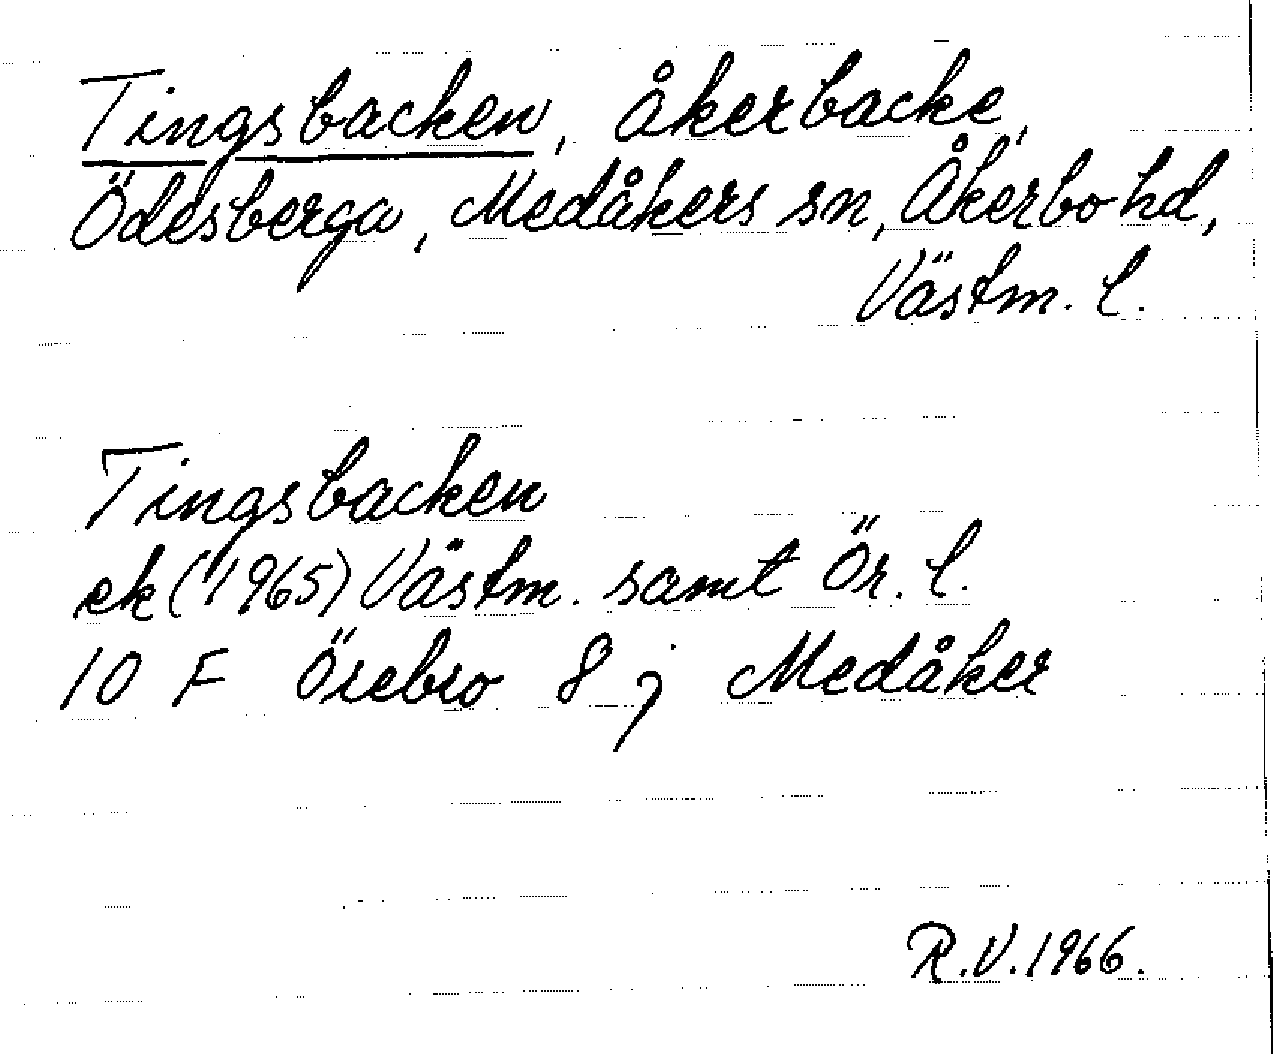 Tingsbacken, åkerbacke,
Ödesberga, Medåkers sn, Åkerbo hd,
Västm. l.
Tingsbacken
ek (1965) Västm. samt Ör. l.
10 F Örebro 8 j Medåker
R.V. 1966.